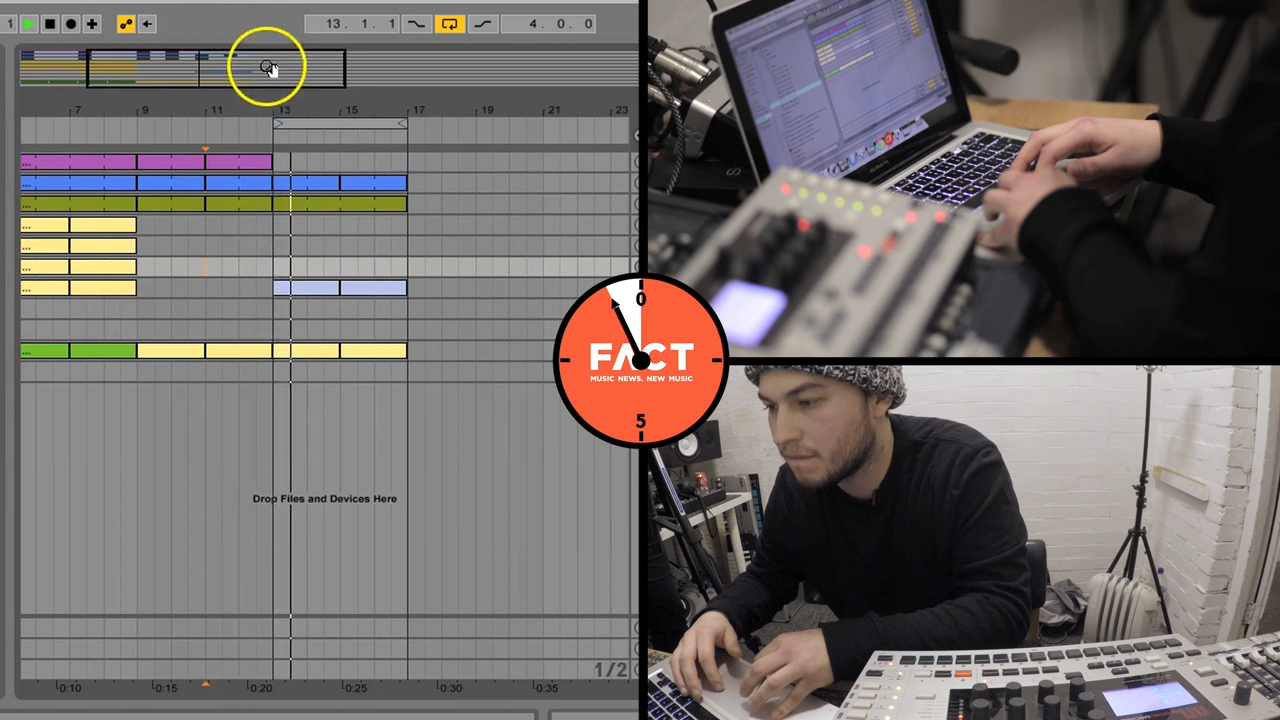 1
13. 1. 1
4. 0. 0
7 9 11 13 15 17 19 21 23
...
...
...
...
...
...
...
...
Drop Files and Devices Here
1/2
0:10 0:15 0:20 0:25 0:30 0:35
0
FACT
MUSIC NEWS. NEW MUSIC
5